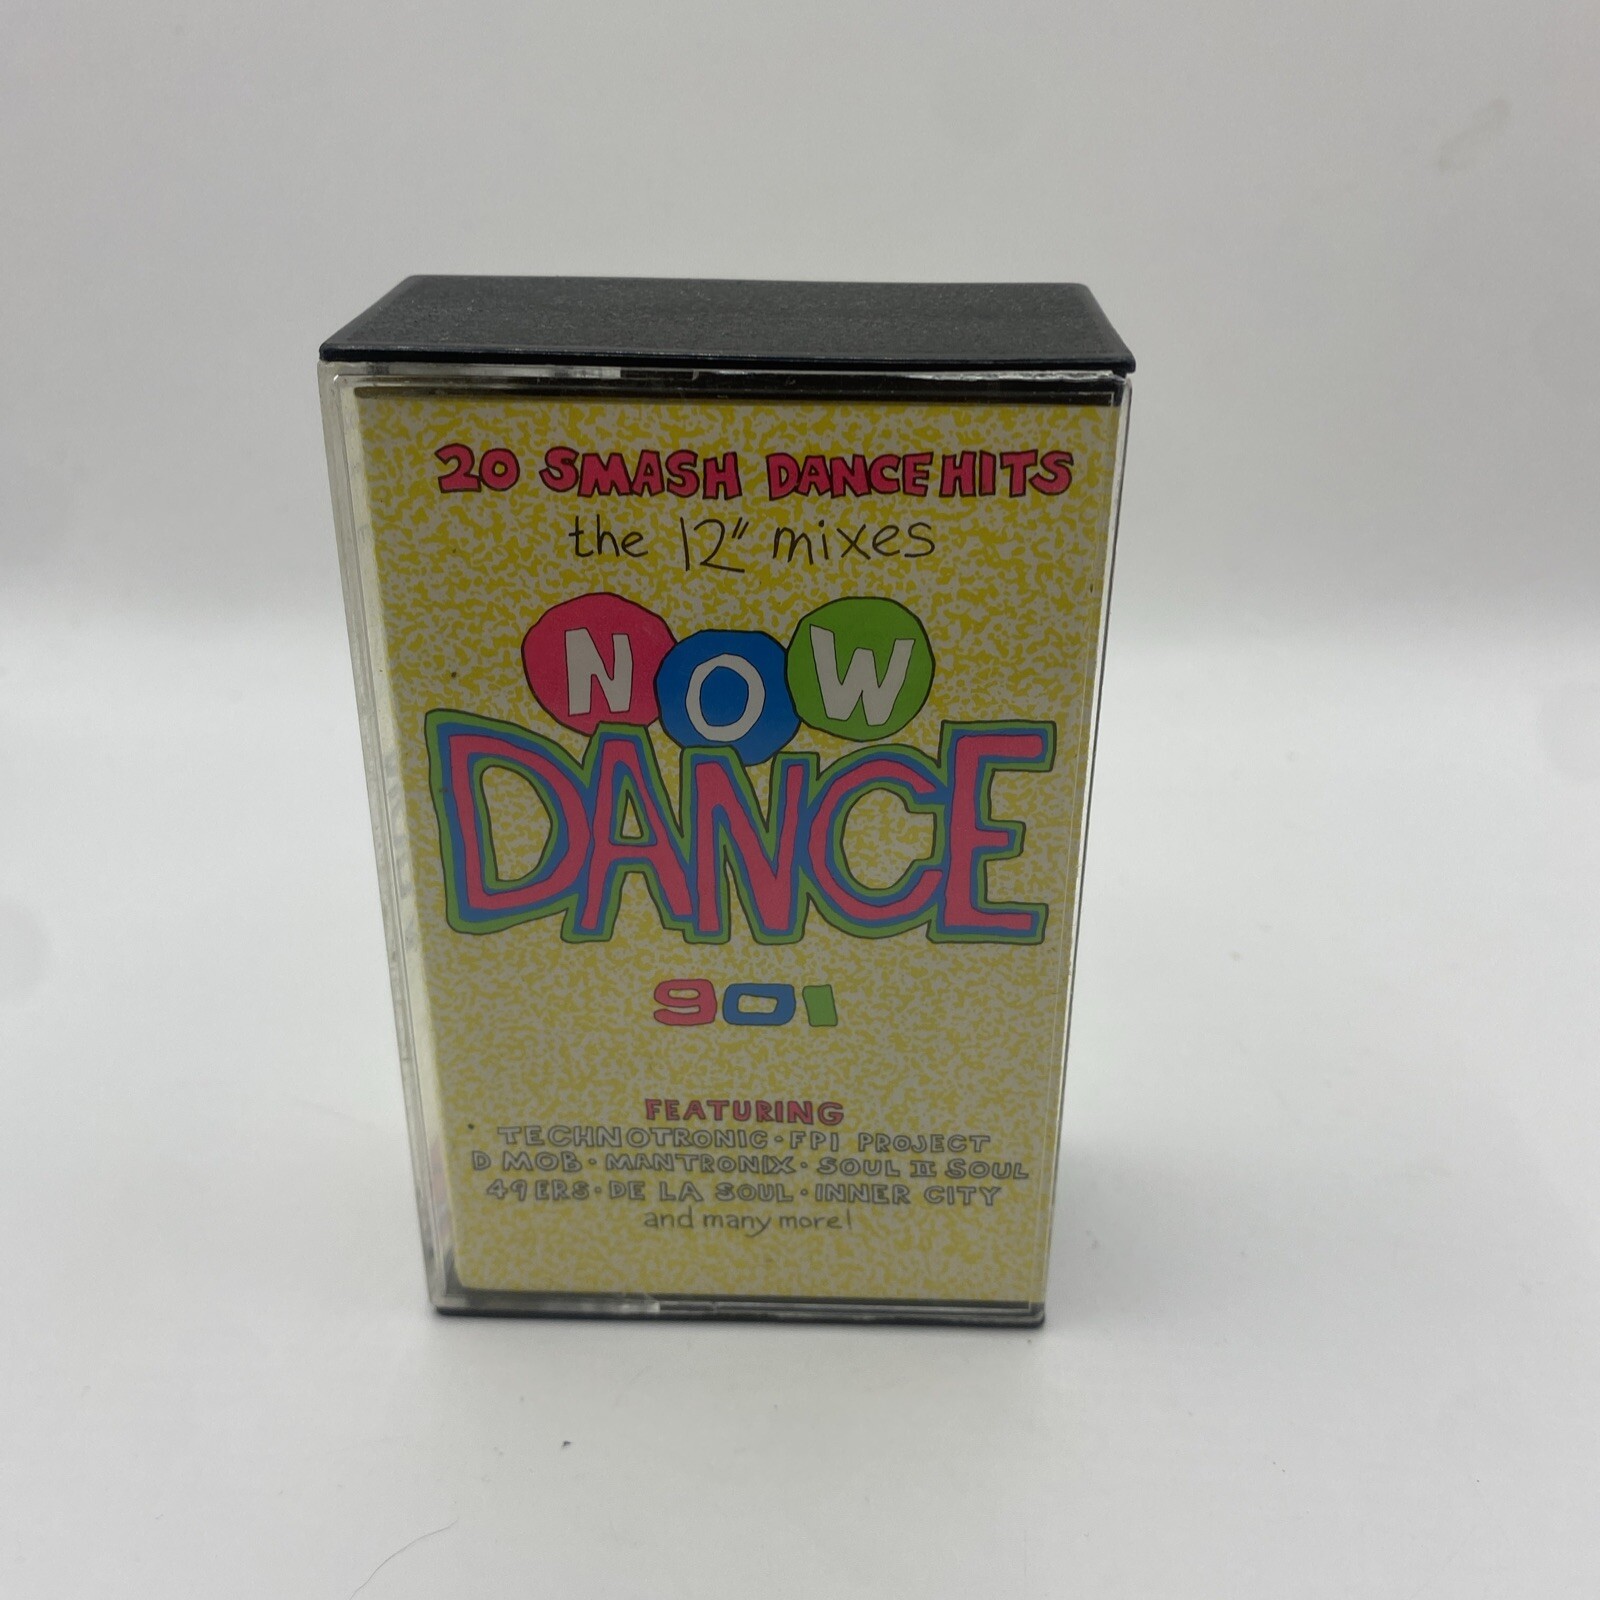 20 SMASH DANCE HITS
the 12" mixes
NOW
DANCE
901
FEATURING
TECHNOTRONIC · FPI PROJECT
D MOB · MANTRONIX · SOUL II SOUL
49ERS · DE LA SOUL · INNER CITY
and many more!